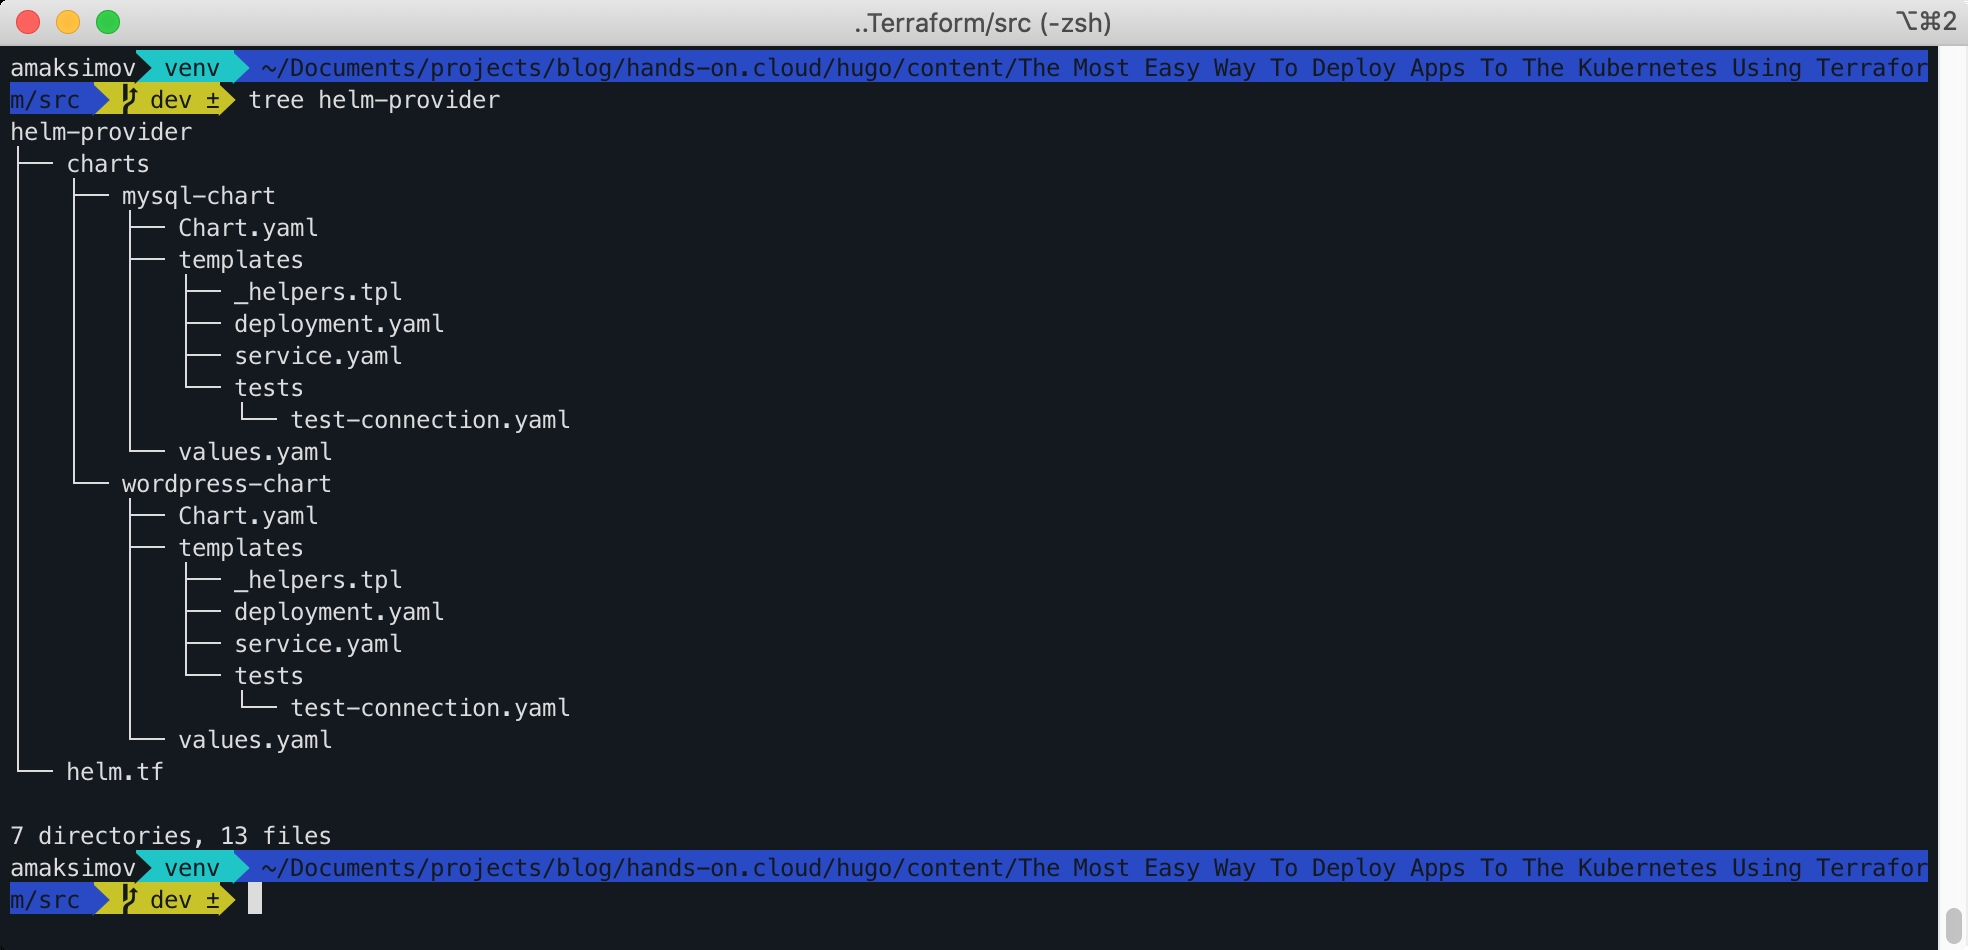 ..Terraform/src (-zsh)
⌥⌘2
amaksimov venv ~/Documents/projects/blog/hands-on.cloud/hugo/content/The Most Easy Way To Deploy Apps To The Kubernetes Using Terrafor
m/src dev ± tree helm-provider
helm-provider
├── charts
│   ├── mysql-chart
│   │   ├── Chart.yaml
│   │   ├── templates
│   │   │   ├── _helpers.tpl
│   │   │   ├── deployment.yaml
│   │   │   ├── service.yaml
│   │   │   └── tests
│   │   │       └── test-connection.yaml
│   │   └── values.yaml
│   └── wordpress-chart
│       ├── Chart.yaml
│       ├── templates
│       │   ├── _helpers.tpl
│       │   ├── deployment.yaml
│       │   ├── service.yaml
│       │   └── tests
│       │       └── test-connection.yaml
│       └── values.yaml
└── helm.tf
7 directories, 13 files
amaksimov venv ~/Documents/projects/blog/hands-on.cloud/hugo/content/The Most Easy Way To Deploy Apps To The Kubernetes Using Terrafor
m/src dev ±